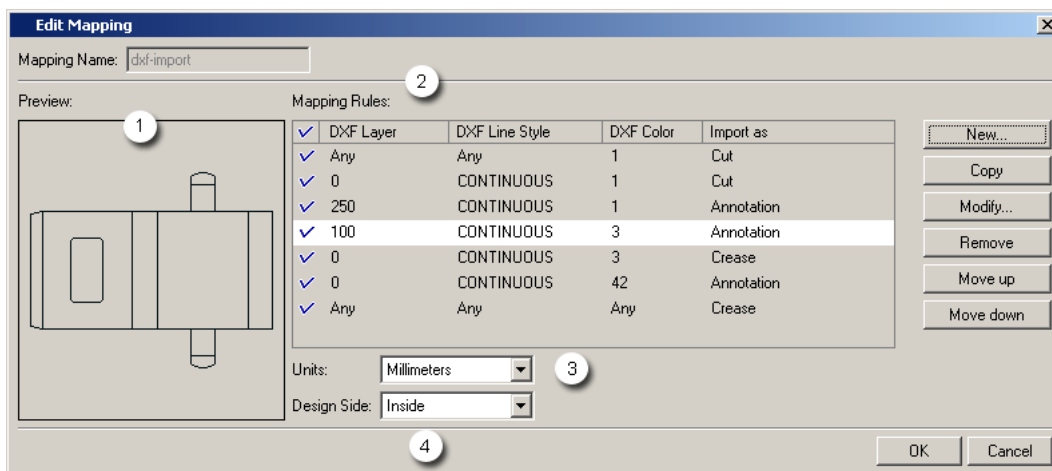 Edit Mapping
Mapping Name: dxf-import
2
Preview:
Mapping Rules:
1
DXF Layer DXF Line Style DXF Color Import as
Any Any 1 Cut
0 CONTINUOUS 1 Cut
250 CONTINUOUS 1 Annotation
100 CONTINUOUS 3 Annotation
0 CONTINUOUS 3 Crease
0 CONTINUOUS 42 Annotation
Any Any Any Crease
New...
Copy
Modify...
Remove
Move up
Move down
Units: Millimeters
3
Design Side: Inside
4
OK Cancel